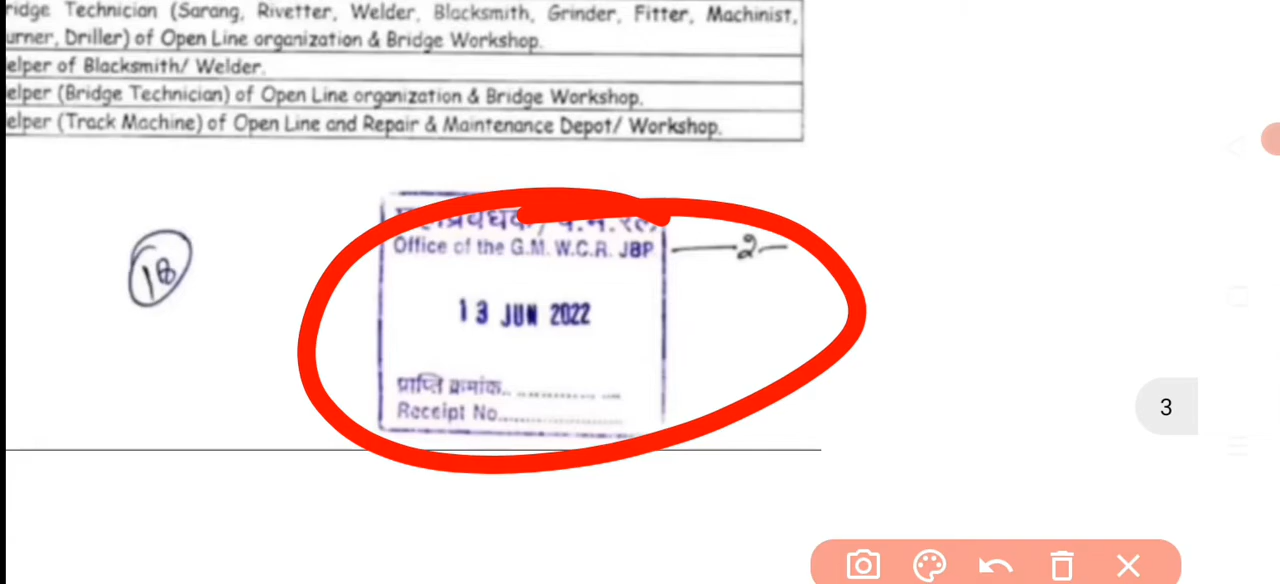 ridge Technician (Sarang, Rivetter, Welder, Blacksmith, Grinder, Fitter, Machinist,
urner, Driller) of Open Line organization & Bridge Workshop.
elper of Blacksmith/ Welder.
elper (Bridge Technician) of Open Line organization & Bridge Workshop.
elper (Track Machine) of Open Line and Repair & Maintenance Depot/ Workshop.
18
Office of the G.M. W.C.R. JBP
2
13 JUN 2022
प्राप्ति क्रमांक..
Receipt No
3